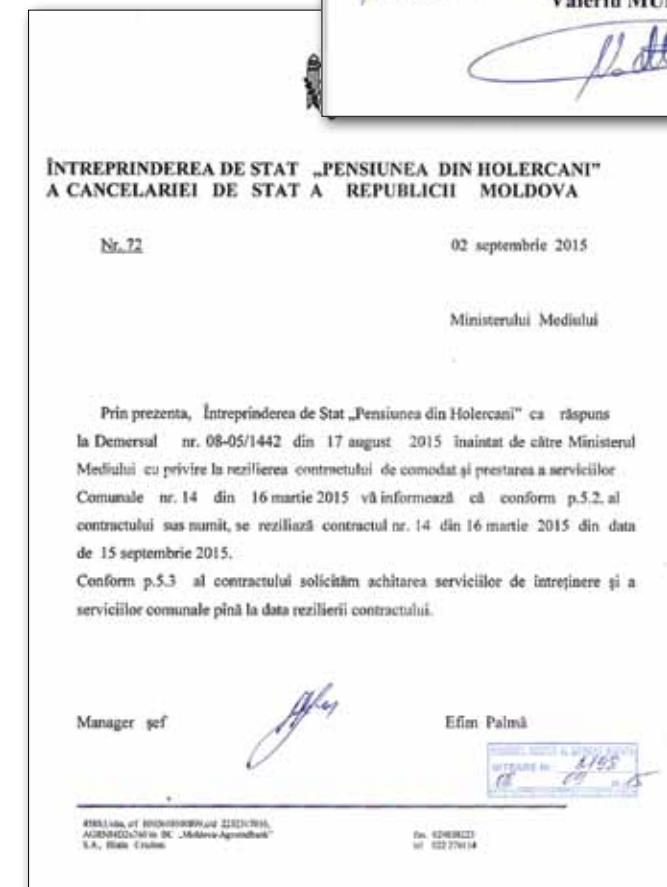 Valeriu
ÎNTREPRINDEREA DE STAT „PENSIUNEA DIN HOLERCANI”
A CANCELARIEI DE STAT A REPUBLICII MOLDOVA
Nr. 72
02 septembrie 2015
Ministerului Mediului
Prin prezenta, Întreprinderea de Stat „Pensiunea din Holercani” ca răspuns
la Demersul nr. 08-05/1442 din 17 august 2015 înaintat de către Ministerul
Mediului cu privire la rezilierea contractului de comodat și prestarea a serviciilor
Comunale nr. 14 din 16 martie 2015 vă informează că conform p.5.2. al
contractului sus numit, se reziliază contractul nr. 14 din 16 martie 2015 din data
de 15 septembrie 2015.
Conform p.5.3 al contractului solicităm achitarea serviciilor de întreținere și a
serviciilor comunale pînă la data rezilierii contractului.
Manager șef
Efim Palmă
BC „Moldova-Agroindbank”